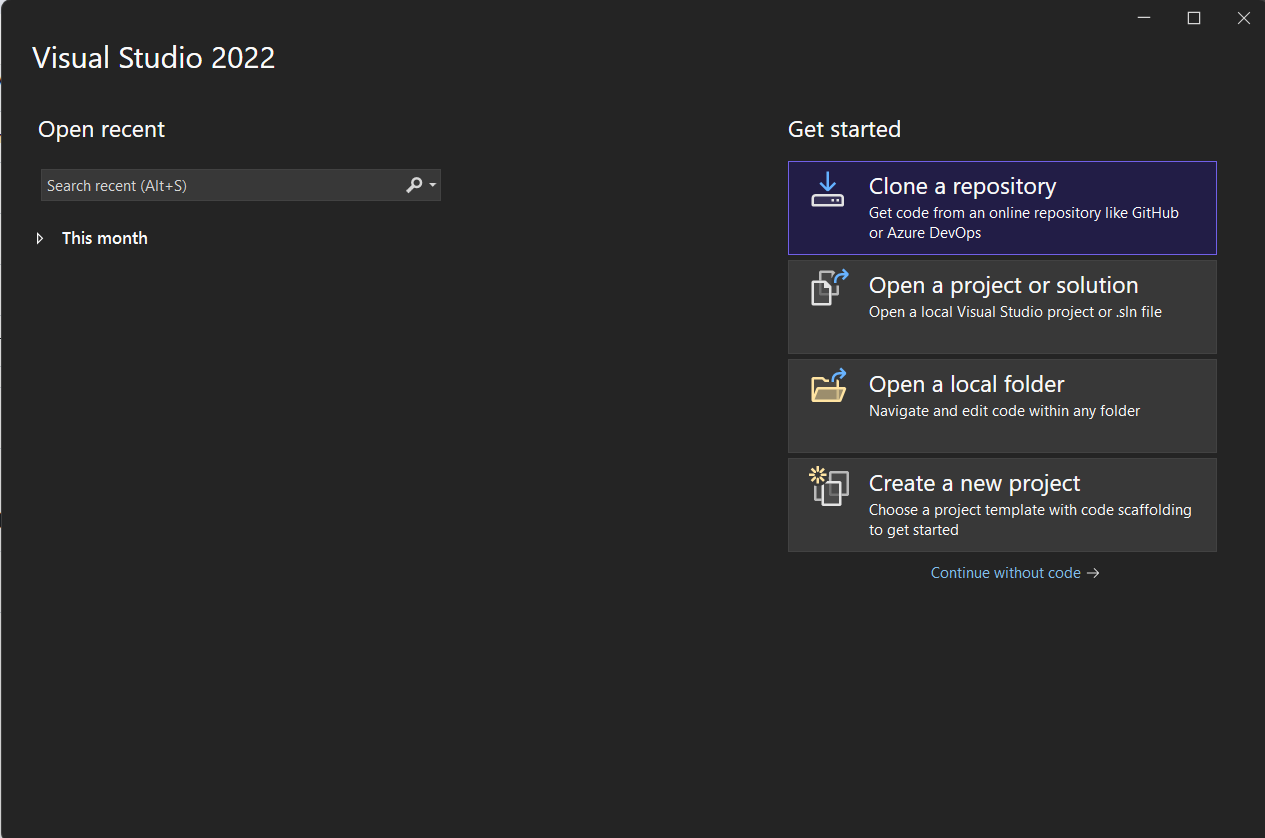 Visual Studio 2022
Open recent
Search recent (Alt+S)
This month
Get started
Clone a repository
Get code from an online repository like GitHub
or Azure DevOps
Open a project or solution
Open a local Visual Studio project or .sln file
Open a local folder
Navigate and edit code within any folder
Create a new project
Choose a project template with code scaffolding
to get started
Continue without code →